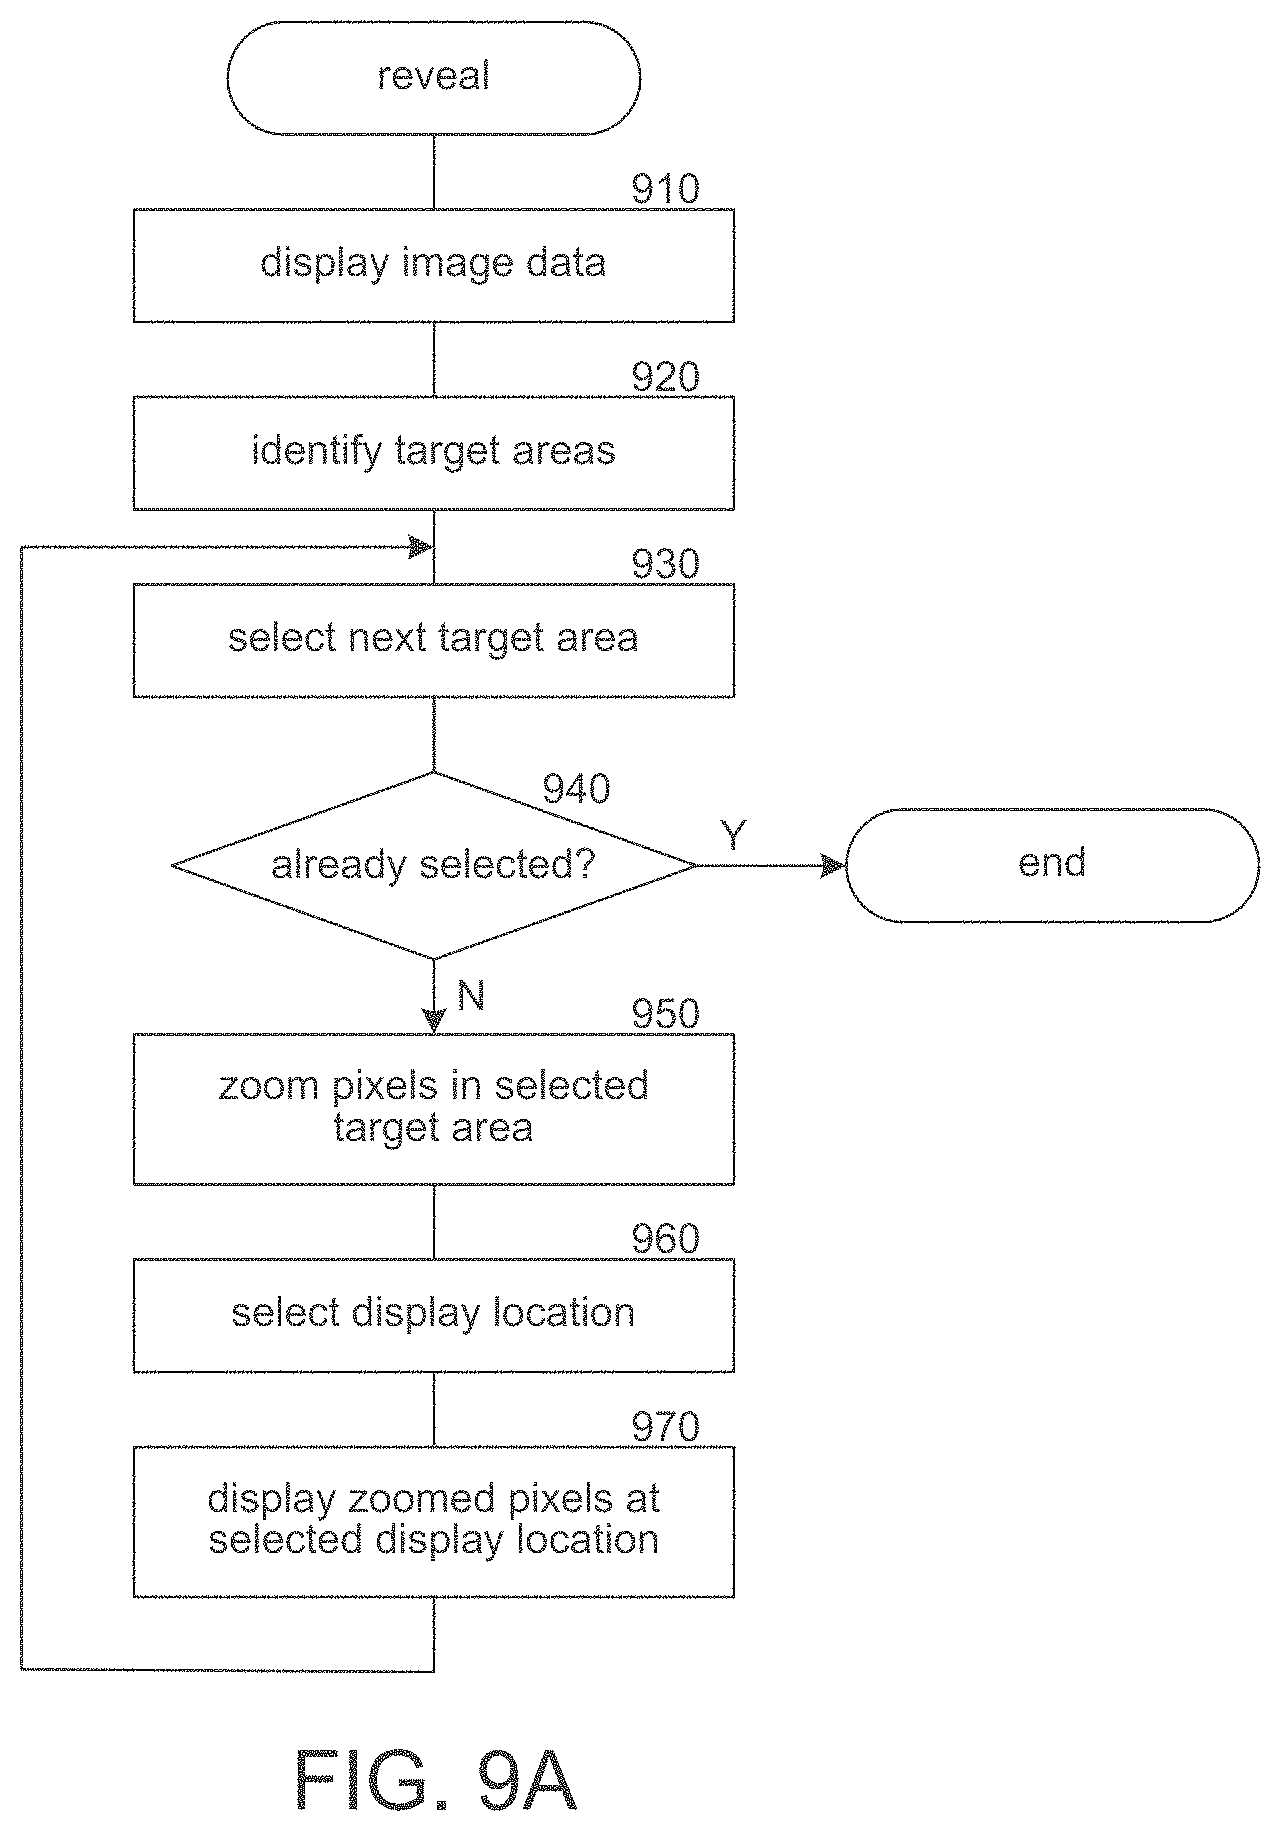 reveal
910
display image data
920
identify target areas
930
select next target area
940
already selected?
Y
end
N
950
zoom pixels in selected
target area
960
select display location
970
display zoomed pixels at
selected display location
FIG. 9A